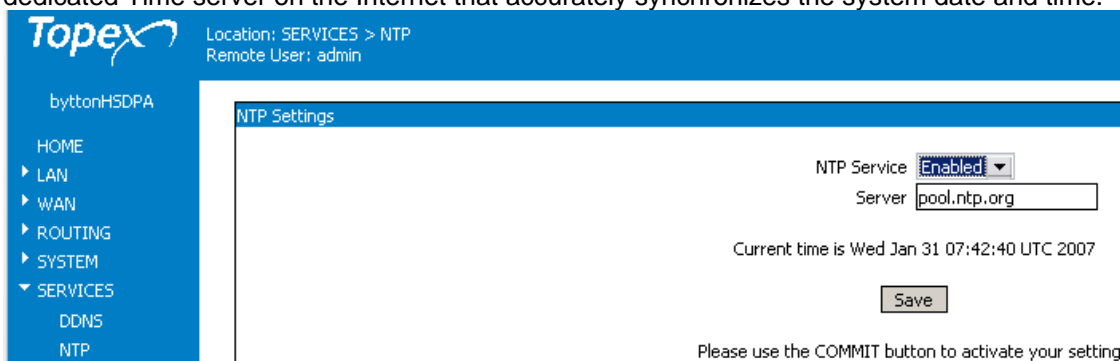 dedicated Time server on the Internet that accurately synchronizes the system date and time.
Topex
Location: SERVICES > NTP
Remote User: admin
byttonHSDPA
HOME
LAN
WAN
ROUTING
SYSTEM
SERVICES
DDNS
NTP
NTP Settings
NTP Service Enabled
Server pool.ntp.org
Current time is Wed Jan 31 07:42:40 UTC 2007
Save
Please use the COMMIT button to activate your setting